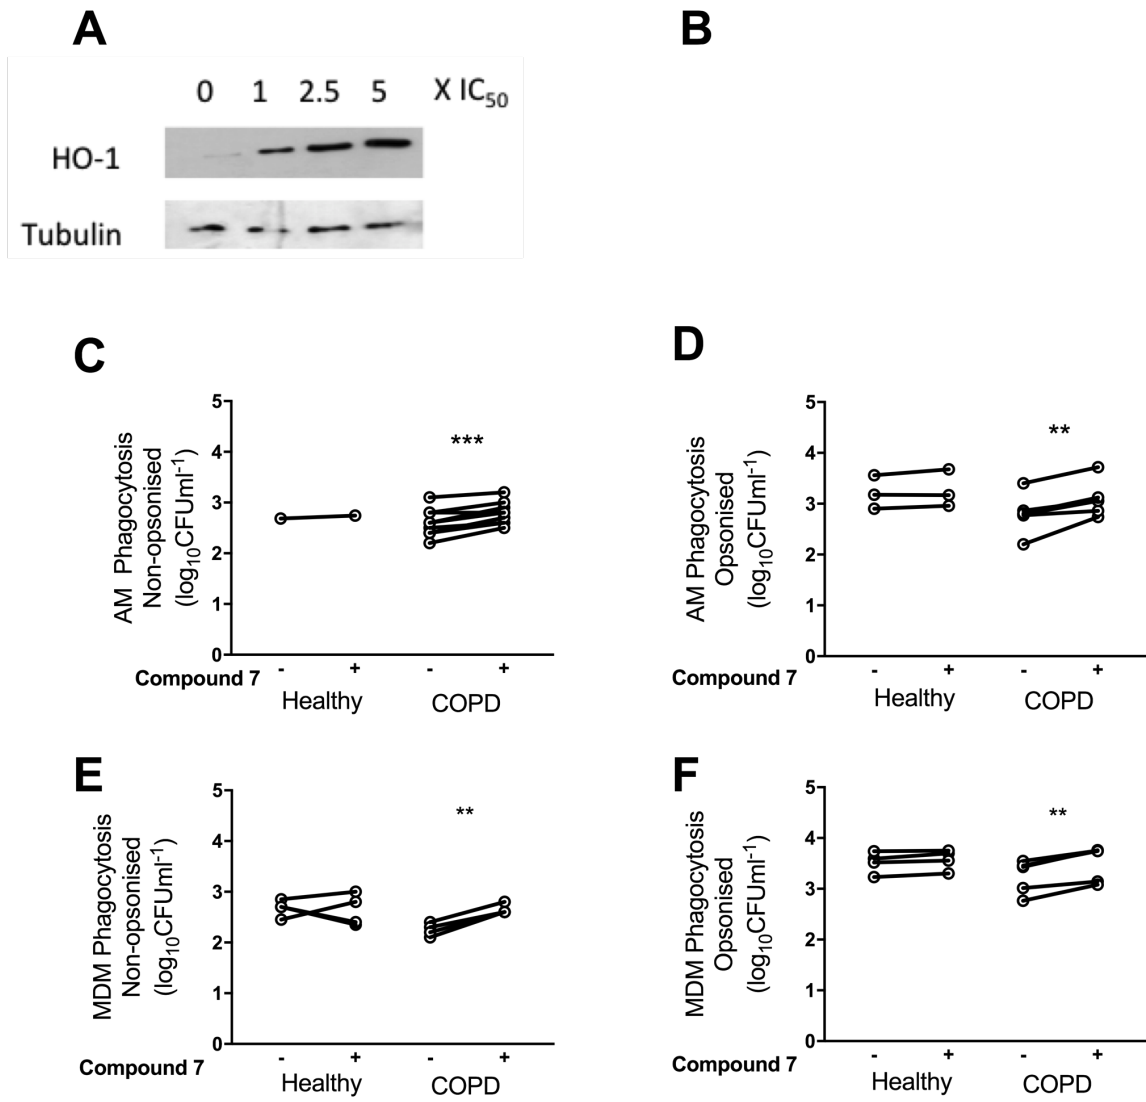 A
B
0 1 2.5 5 X IC₅₀
HO-1
Tubulin
C
AM Phagocytosis
Non-opsonised
(log₁₀CFUml⁻¹)
5
4
3
2
1
0
***
Compound 7 - + - +
Healthy COPD
D
AM Phagocytosis
Opsonised
(log₁₀CFUml⁻¹)
5
4
3
2
1
0
**
Compound 7 - + - +
Healthy COPD
E
MDM Phagocytosis
Non-opsonised
(log₁₀CFUml⁻¹)
5
4
3
2
1
0
**
Compound 7 - + - +
Healthy COPD
F
MDM Phagocytosis
Opsonised
(log₁₀CFUml⁻¹)
5
4
3
2
1
0
**
Compound 7 - + - +
Healthy COPD